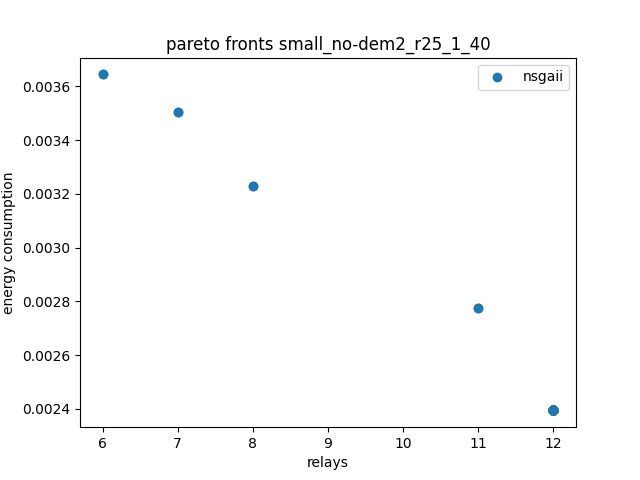 pareto fronts small_no-dem2_r25_1_40
nsgaii
0.0036
0.0034
0.0032
0.0030
0.0028
0.0026
0.0024
energy consumption
6 7 8 9 10 11 12
relays